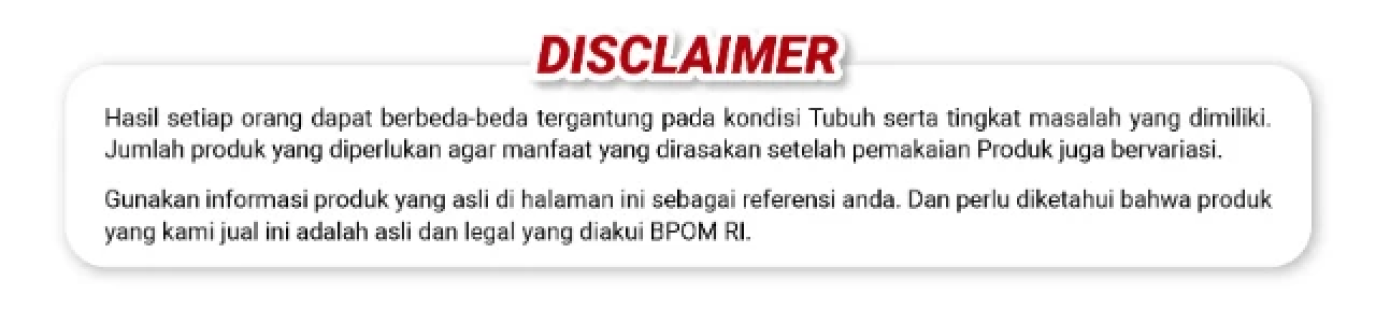 DISCLAIMER
Hasil setiap orang dapat berbeda-beda tergantung pada kondisi Tubuh serta tingkat masalah yang dimiliki.
Jumlah produk yang diperlukan agar manfaat yang dirasakan setelah pemakaian Produk juga bervariasi.
Gunakan informasi produk yang asli di halaman ini sebagai referensi anda. Dan perlu diketahui bahwa produk
yang kami jual ini adalah asli dan legal yang diakui BPOM RI.